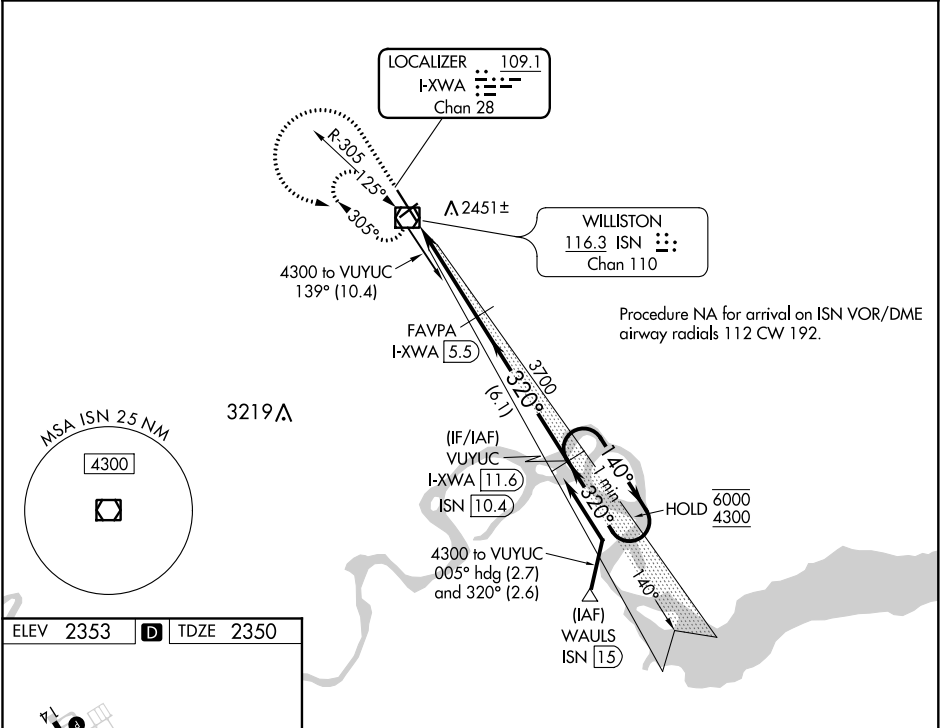 LOCALIZER 109.1
I-XWA
Chan 28
R-305
125°
305°
2451±
WILLISTON
116.3 ISN
Chan 110
4300 to VUYUC
139° (10.4)
Procedure NA for arrival on ISN VOR/DME
airway radials 112 CW 192.
FAVPA
I-XWA 5.5
3700
320°
(6.1)
3219
MSA ISN 25 NM
4300
(IF/IAF)
VUYUC
I-XWA 11.6
ISN 10.4
140°
1 min
320°
HOLD 6000
4300
4300 to VUYUC
005° hdg (2.7)
and 320° (2.6)
140°
(IAF)
WAULS
ISN 15
ELEV 2353 D TDZE 2350
14
P